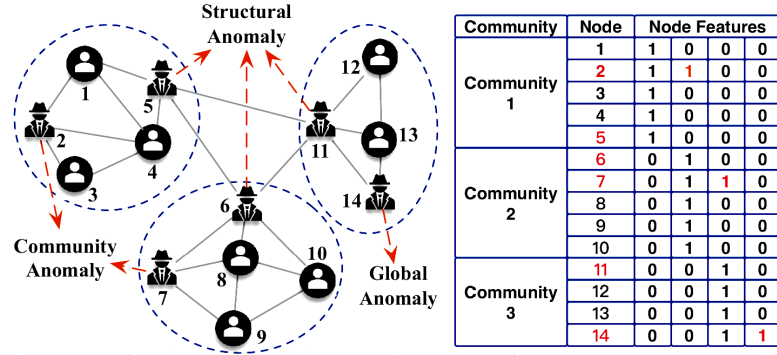 Structural
Anomaly
12
1
5
2
11
13
4
3
6
14
Community
Anomaly
10
8
7
Global
Anomaly
9
Community Node Node Features
Community
1
1 1 0 0 0
2 1 1 0 0
3 1 0 0 0
4 1 0 0 0
5 1 0 0 0
Community
2
6 0 1 0 0
7 0 1 1 0
8 0 1 0 0
9 0 1 0 0
10 0 1 0 0
Community
3
11 0 0 1 0
12 0 0 1 0
13 0 0 1 0
14 0 0 1 1